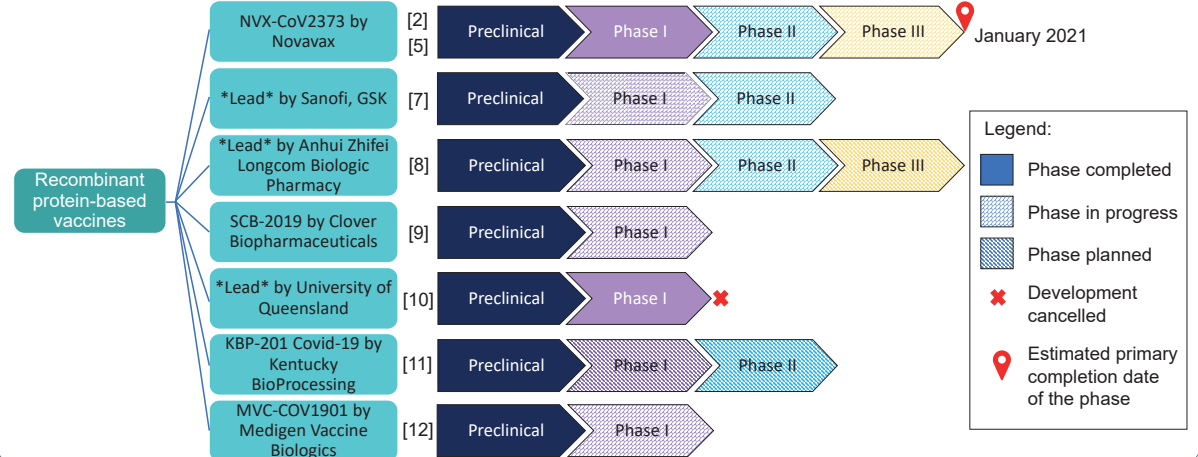 Recombinant
protein-based
vaccines
NVX-CoV2373 by
Novavax
[2]
[5]
Preclinical
Phase I
Phase II
Phase III
January 2021
*Lead* by Sanofi, GSK
[7]
Preclinical
Phase I
Phase II
*Lead* by Anhui Zhifei
Longcom Biologic
Pharmacy
[8]
Preclinical
Phase I
Phase II
Phase III
SCB-2019 by Clover
Biopharmaceuticals
[9]
Preclinical
Phase I
*Lead* by University of
Queensland
[10]
Preclinical
Phase I
KBP-201 Covid-19 by
Kentucky
BioProcessing
[11]
Preclinical
Phase I
Phase II
MVC-COV1901 by
Medigen Vaccine
Biologics
[12]
Preclinical
Phase I
Legend:
Phase completed
Phase in progress
Phase planned
Development
cancelled
Estimated primary
completion date
of the phase